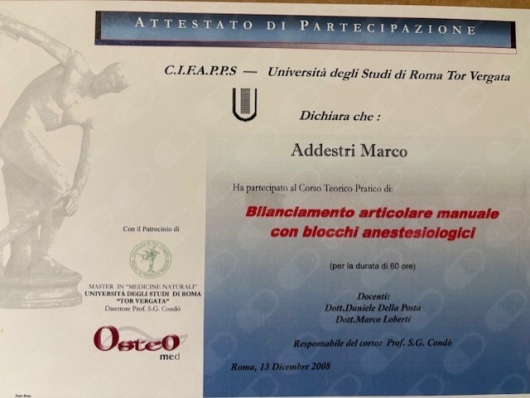 ATTESTATO DI PARTECIPAZIONE
C.I.F.A.P.P.S — Università degli Studi di Roma Tor Vergata
Dichiara che :
Addestri Marco
Ha partecipato al Corso Teorico Pratico di:
Bilanciamento articolare manuale
con blocchi anestesiologici
(per la durata di 60 ore)
Con il Patrocinio di
MASTER IN "MEDICINE NATURALI"
UNIVERSITÀ DEGLI STUDI DI ROMA
"TOR VERGATA"
Direttore Prof. S.G. Condò
OsteO
med
Docenti:
Dott.Daniele Della Posta
Dott.Marco Loberti
Responsabile del corso: Prof. S.G. Condò
Roma, 13 Dicembre 2008